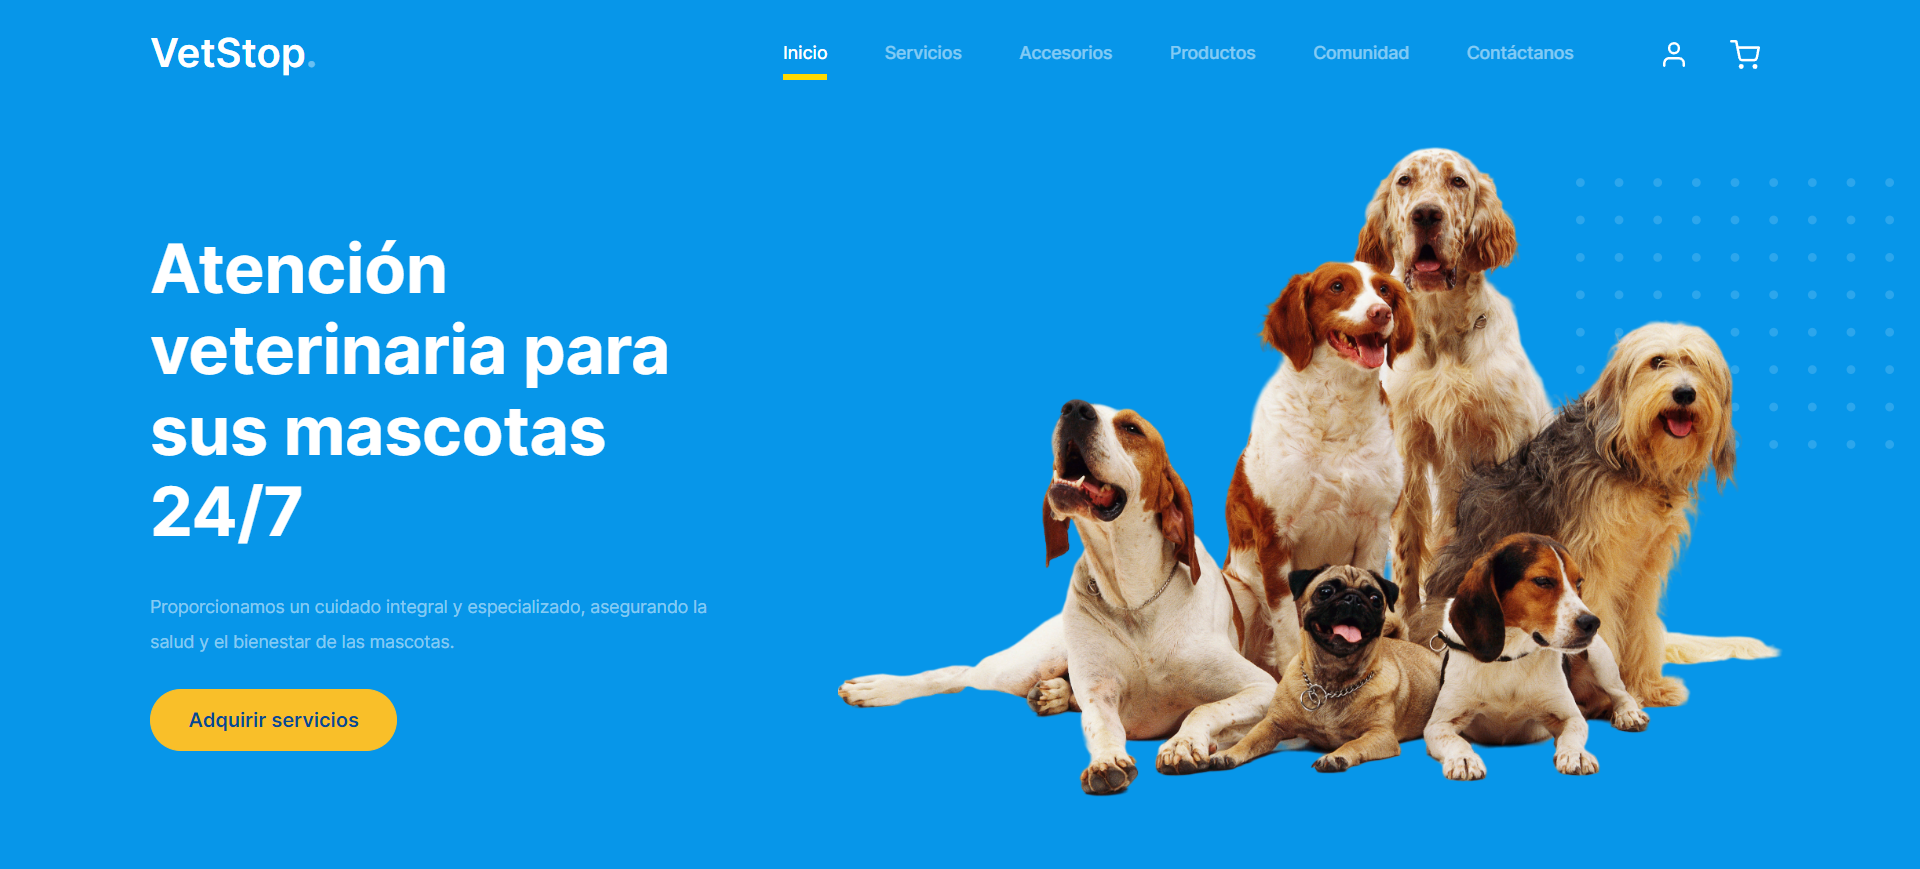 VetStop.
Inicio Servicios Accesorios Productos Comunidad Contáctanos
Atención
veterinaria para
sus mascotas
24/7
Proporcionamos un cuidado integral y especializado, asegurando la
salud y el bienestar de las mascotas.
Adquirir servicios